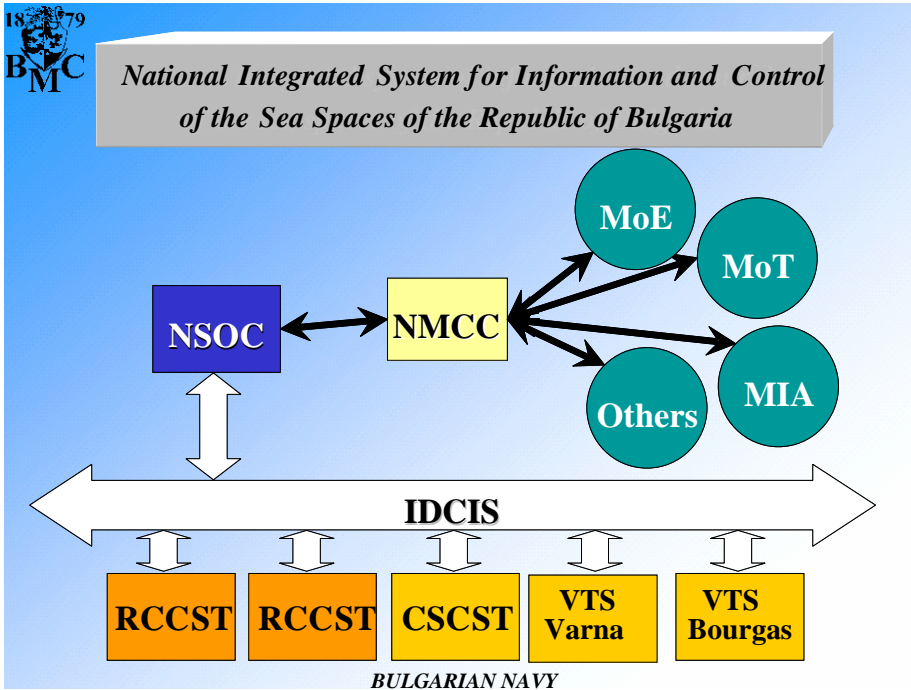 18 79
BMC
National Integrated System for Information and Control
of the Sea Spaces of the Republic of Bulgaria
MoE
MoT
NSOC
NMCC
MIA
Others
IDCIS
RCCST
RCCST
CSCST
VTS
Varna
VTS
Bourgas
BULGARIAN NAVY